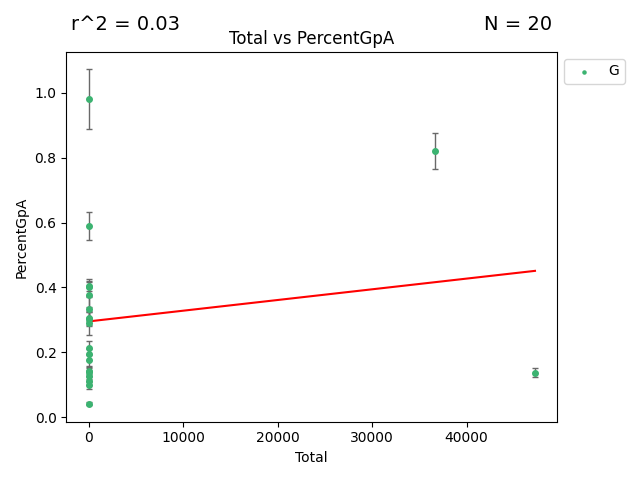 r^2 = 0.03
N = 20
Total vs PercentGpA
G
PercentGpA
1.0
0.8
0.6
0.4
0.2
0.0
0
10000
20000
30000
40000
Total